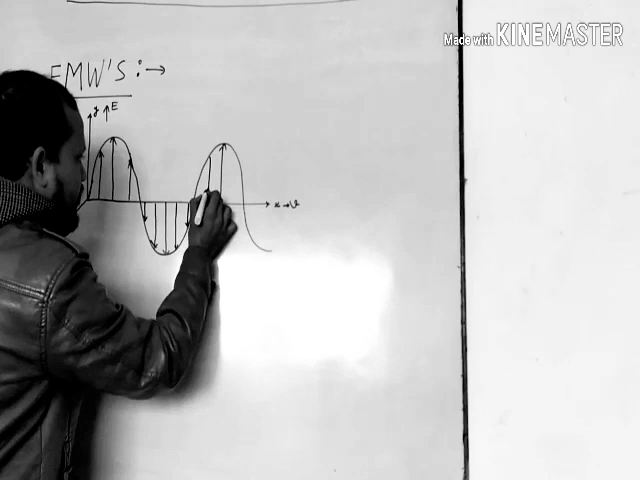 Made with KINEMASTER
EMW'S :→
y ↑ E
x → v